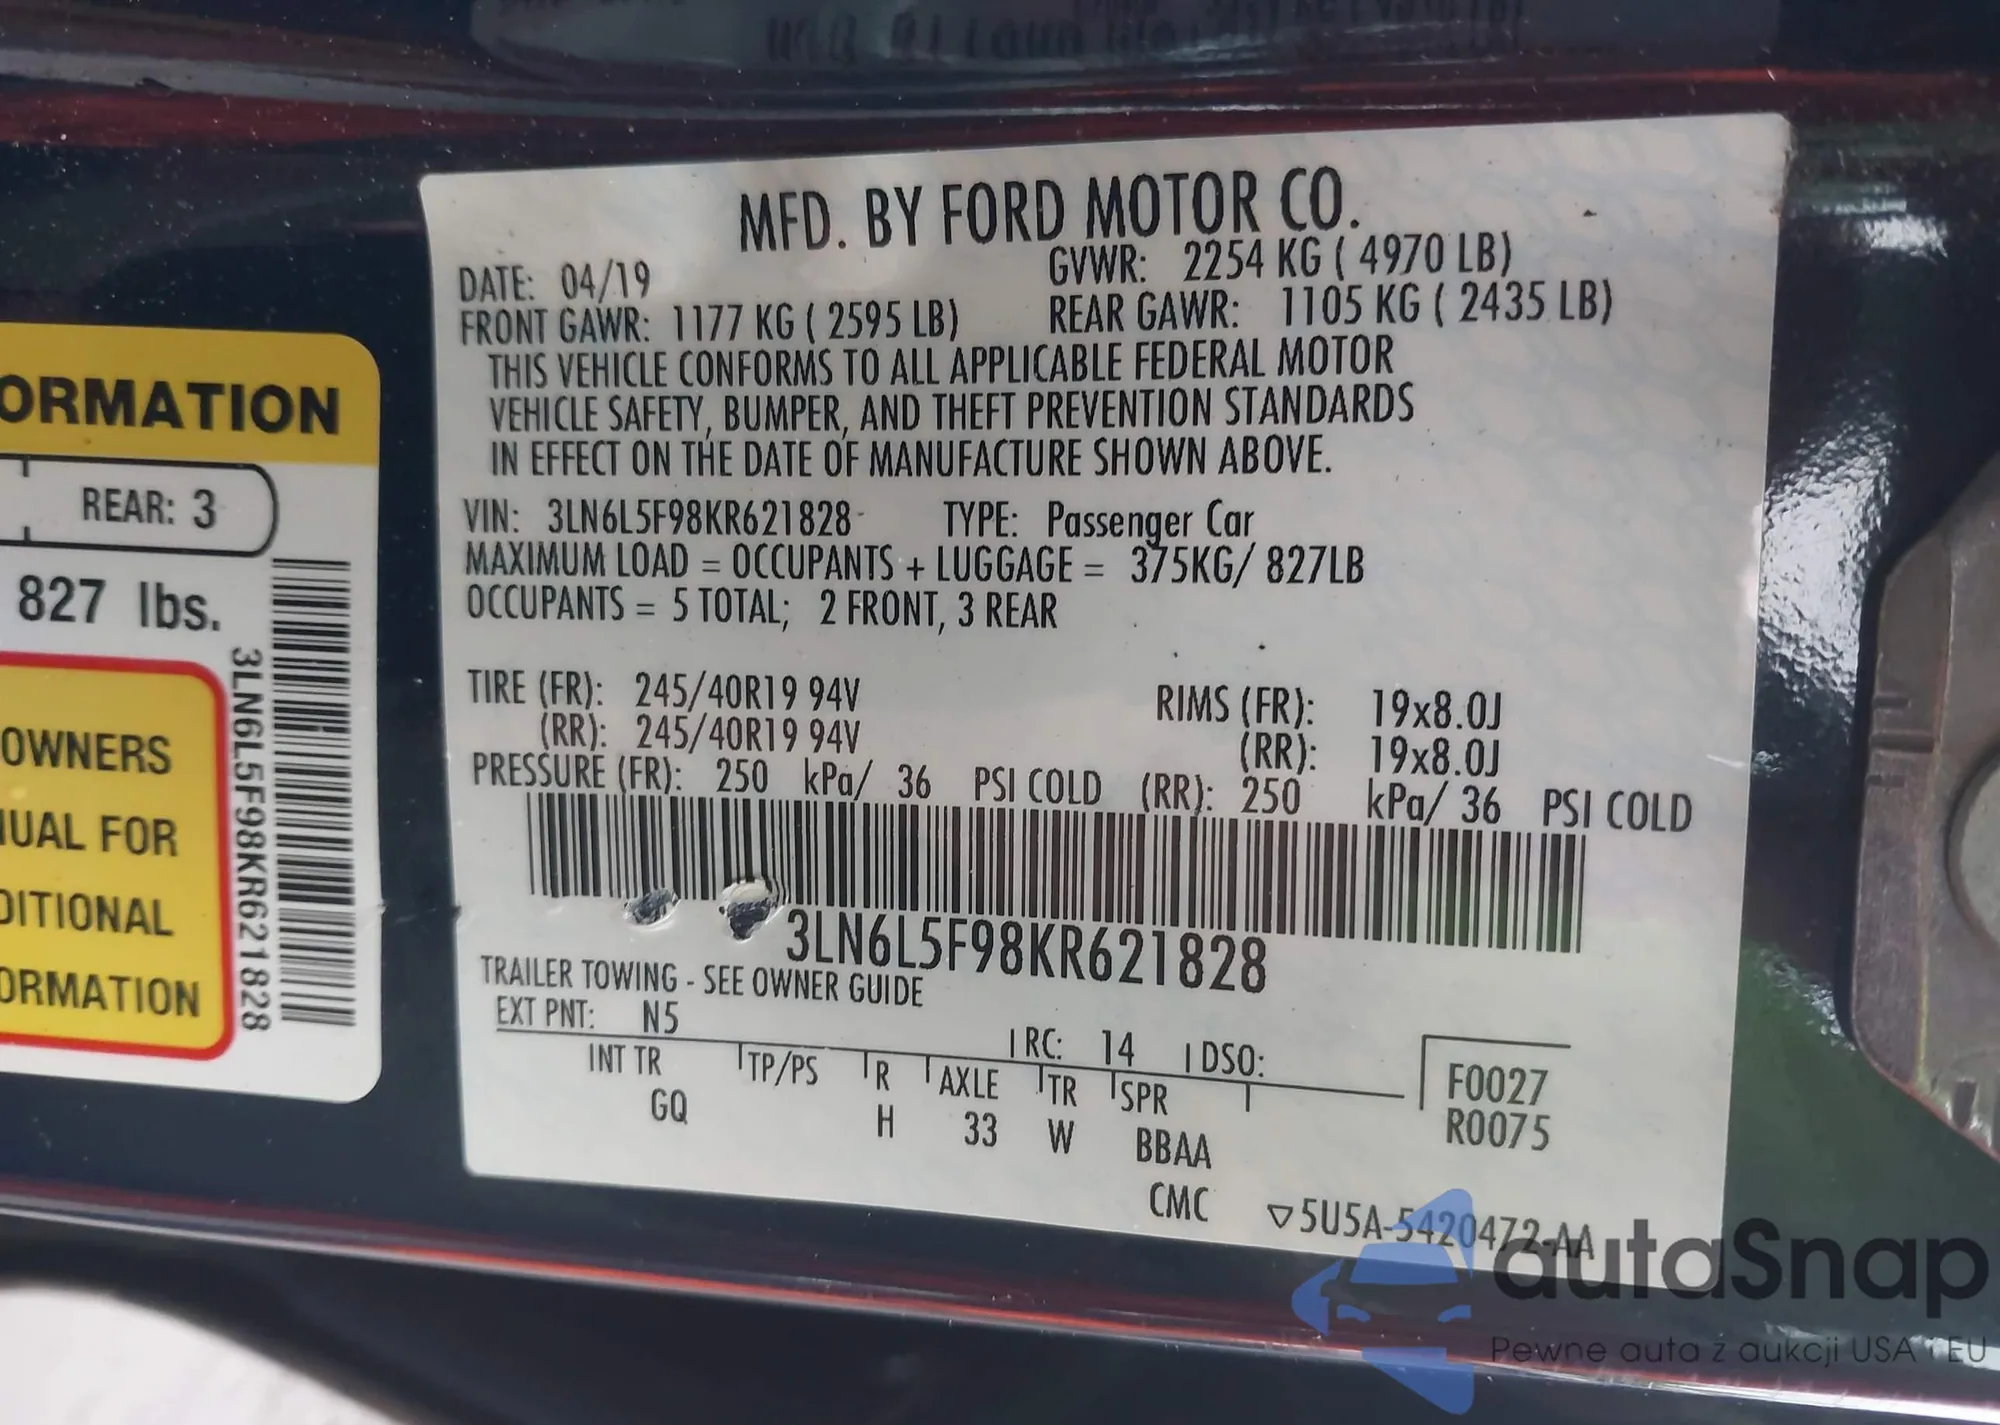 MFD. BY FORD MOTOR CO.
DATE: 04/19 GVWR: 2254 KG ( 4970 LB)
FRONT GAWR: 1177 KG ( 2595 LB) REAR GAWR: 1105 KG ( 2435 LB)
THIS VEHICLE CONFORMS TO ALL APPLICABLE FEDERAL MOTOR
VEHICLE SAFETY, BUMPER, AND THEFT PREVENTION STANDARDS
IN EFFECT ON THE DATE OF MANUFACTURE SHOWN ABOVE.
VIN: 3LN6L5F98KR621828 TYPE: Passenger Car
MAXIMUM LOAD = OCCUPANTS + LUGGAGE = 375KG/ 827LB
OCCUPANTS = 5 TOTAL; 2 FRONT, 3 REAR
TIRE (FR): 245/40R19 94V RIMS (FR): 19x8.0J
(RR): 245/40R19 94V (RR): 19x8.0J
PRESSURE (FR): 250 kPa/ 36 PSI COLD (RR): 250 kPa/ 36 PSI COLD
3LN6L5F98KR621828
TRAILER TOWING - SEE OWNER GUIDE
EXT PNT: N5 RC: 14 DSO:
INT TR TP/PS R AXLE TR SPR F0027
GQ H 33 W BBAA R0075
CMC ▽5U5A-5420472-AA
ORMATION
REAR: 3
827 lbs.
3LN6L5F98KR621828
OWNERS
UAL FOR
DITIONAL
ORMATION
autaSnap
Pewne auta z aukcji USA i EU